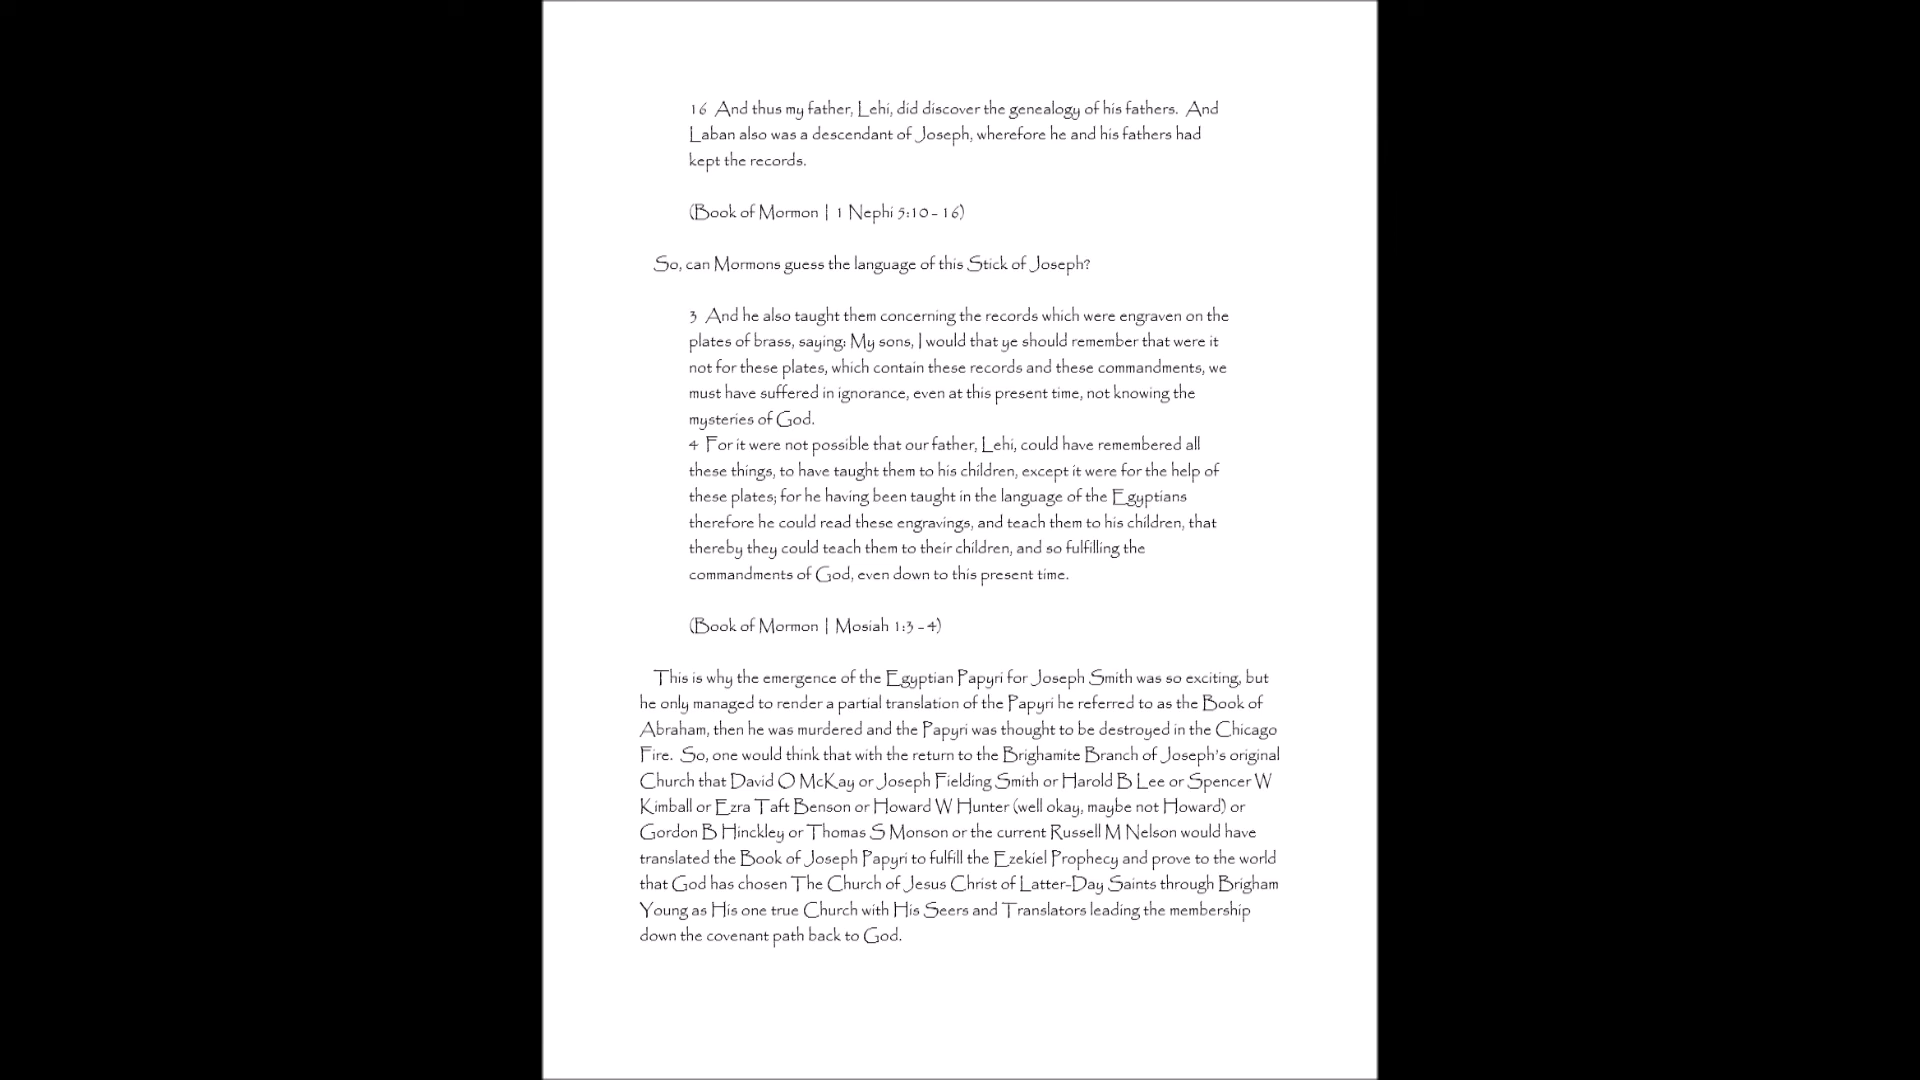 16 And thus my father, Lehi, did discover the genealogy of his fathers. And
Laban also was a descendant of Joseph, wherefore he and his fathers had
kept the records.
(Book of Mormon | 1 Nephi 5:10 - 16)
So, can Mormons guess the language of this Stick of Joseph?
3 And he also taught them concerning the records which were engraven on the
plates of brass, saying: My sons, I would that ye should remember that were it
not for these plates, which contain these records and these commandments, we
must have suffered in ignorance, even at this present time, not knowing the
mysteries of God.
4 For it were not possible that our father, Lehi, could have remembered all
these things, to have taught them to his children, except it were for the help of
these plates; for he having been taught in the language of the Egyptians
therefore he could read these engravings, and teach them to his children, that
thereby they could teach them to their children, and so fulfilling the
commandments of God, even down to this present time.
(Book of Mormon | Mosiah 1:3 - 4)
This is why the emergence of the Egyptian Papyri for Joseph Smith was so exciting, but
he only managed to render a partial translation of the Papyri he referred to as the Book of
Abraham, then he was murdered and the Papyri was thought to be destroyed in the Chicago
Fire. So, one would think that with the return to the Brighamite Branch of Joseph's original
Church that David O McKay or Joseph Fielding Smith or Harold B Lee or Spencer W
Kimball or Ezra Taft Benson or Howard W Hunter (well okay, maybe not Howard) or
Gordon B Hinckley or Thomas S Monson or the current Russell M Nelson would have
translated the Book of Joseph Papyri to fulfill the Ezekiel Prophecy and prove to the world
that God has chosen The Church of Jesus Christ of Latter-Day Saints through Brigham
Young as His one true Church with His Seers and Translators leading the membership
down the covenant path back to God.